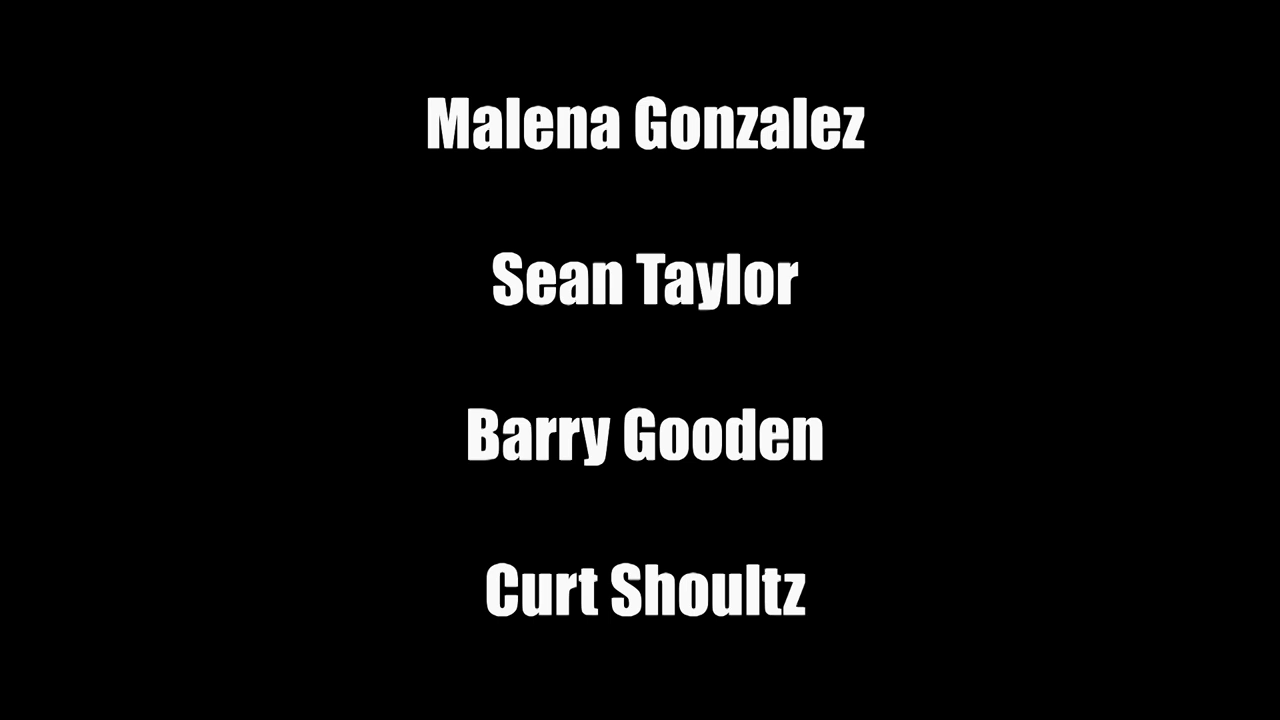 Malena Gonzalez
Sean Taylor
Barry Gooden
Curt Shoultz